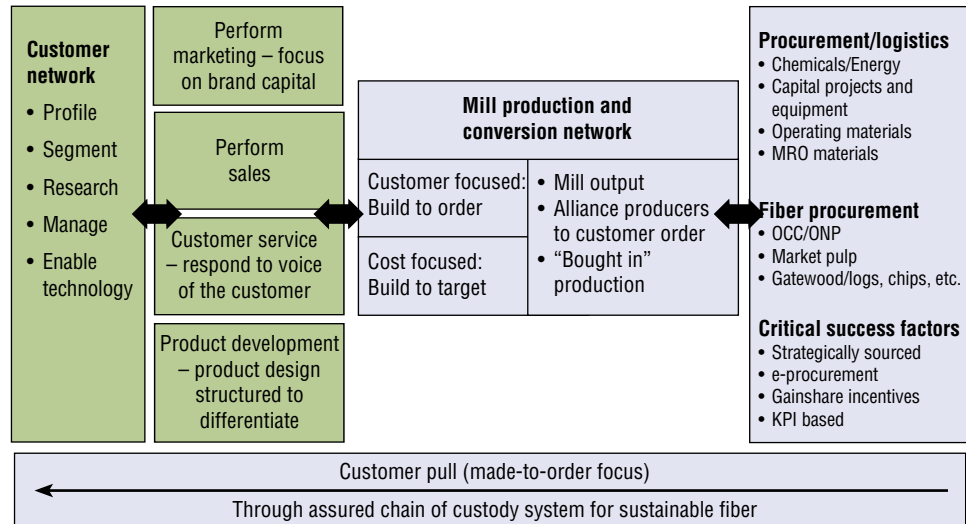 Customer
network
• Profile
• Segment
• Research
• Manage
• Enable
technology
Perform
marketing – focus
on brand capital
Perform
sales
Customer service
– respond to voice
of the customer
Product development
– product design
structured to
differentiate
Mill production and
conversion network
Customer focused:
Build to order
Cost focused:
Build to target
• Mill output
• Alliance producers
to customer order
• “Bought in”
production
Procurement/logistics
• Chemicals/Energy
• Capital projects and
equipment
• Operating materials
• MRO materials
Fiber procurement
• OCC/ONP
• Market pulp
• Gatewood/logs, chips, etc.
Critical success factors
• Strategically sourced
• e-procurement
• Gainshare incentives
• KPI based
Customer pull (made-to-order focus)
Through assured chain of custody system for sustainable fiber